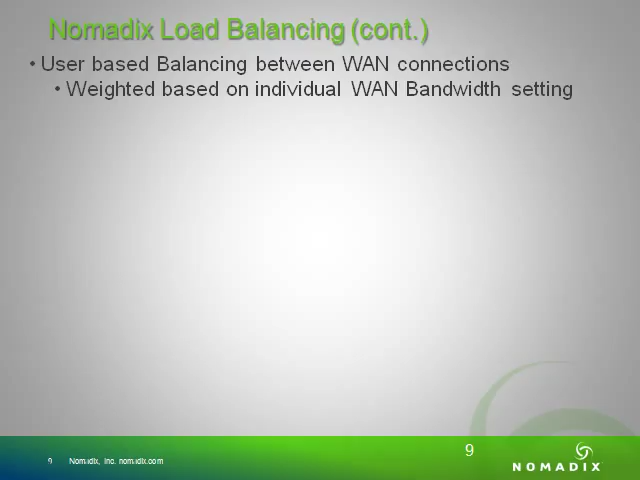 Nomadix Load Balancing (cont.)
• User based Balancing between WAN connections
• Weighted based on individual WAN Bandwidth setting
9
9 Nomadix, Inc. nomadix.com
NOMADIX